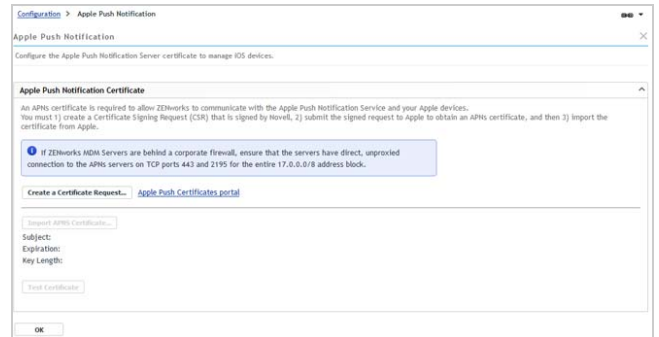 Configuration > Apple Push Notification
Apple Push Notification
Configure the Apple Push Notification Server certificate to manage iOS devices.
Apple Push Notification Certificate
An APNs certificate is required to allow ZENworks to communicate with the Apple Push Notification Service and your Apple devices.
You must 1) create a Certificate Signing Request (CSR) that is signed by Novell, 2) submit the signed request to Apple to obtain an APNs certificate, and then 3) import the
certificate from Apple.
If ZENworks MDM Servers are behind a corporate firewall, ensure that the servers have direct, unproxied
connection to the APNs servers on TCP ports 443 and 2195 for the entire 17.0.0.0/8 address block.
Create a Certificate Request... Apple Push Certificates portal
Import APNS Certificate...
Subject:
Expiration:
Key Length:
Test Certificate
OK